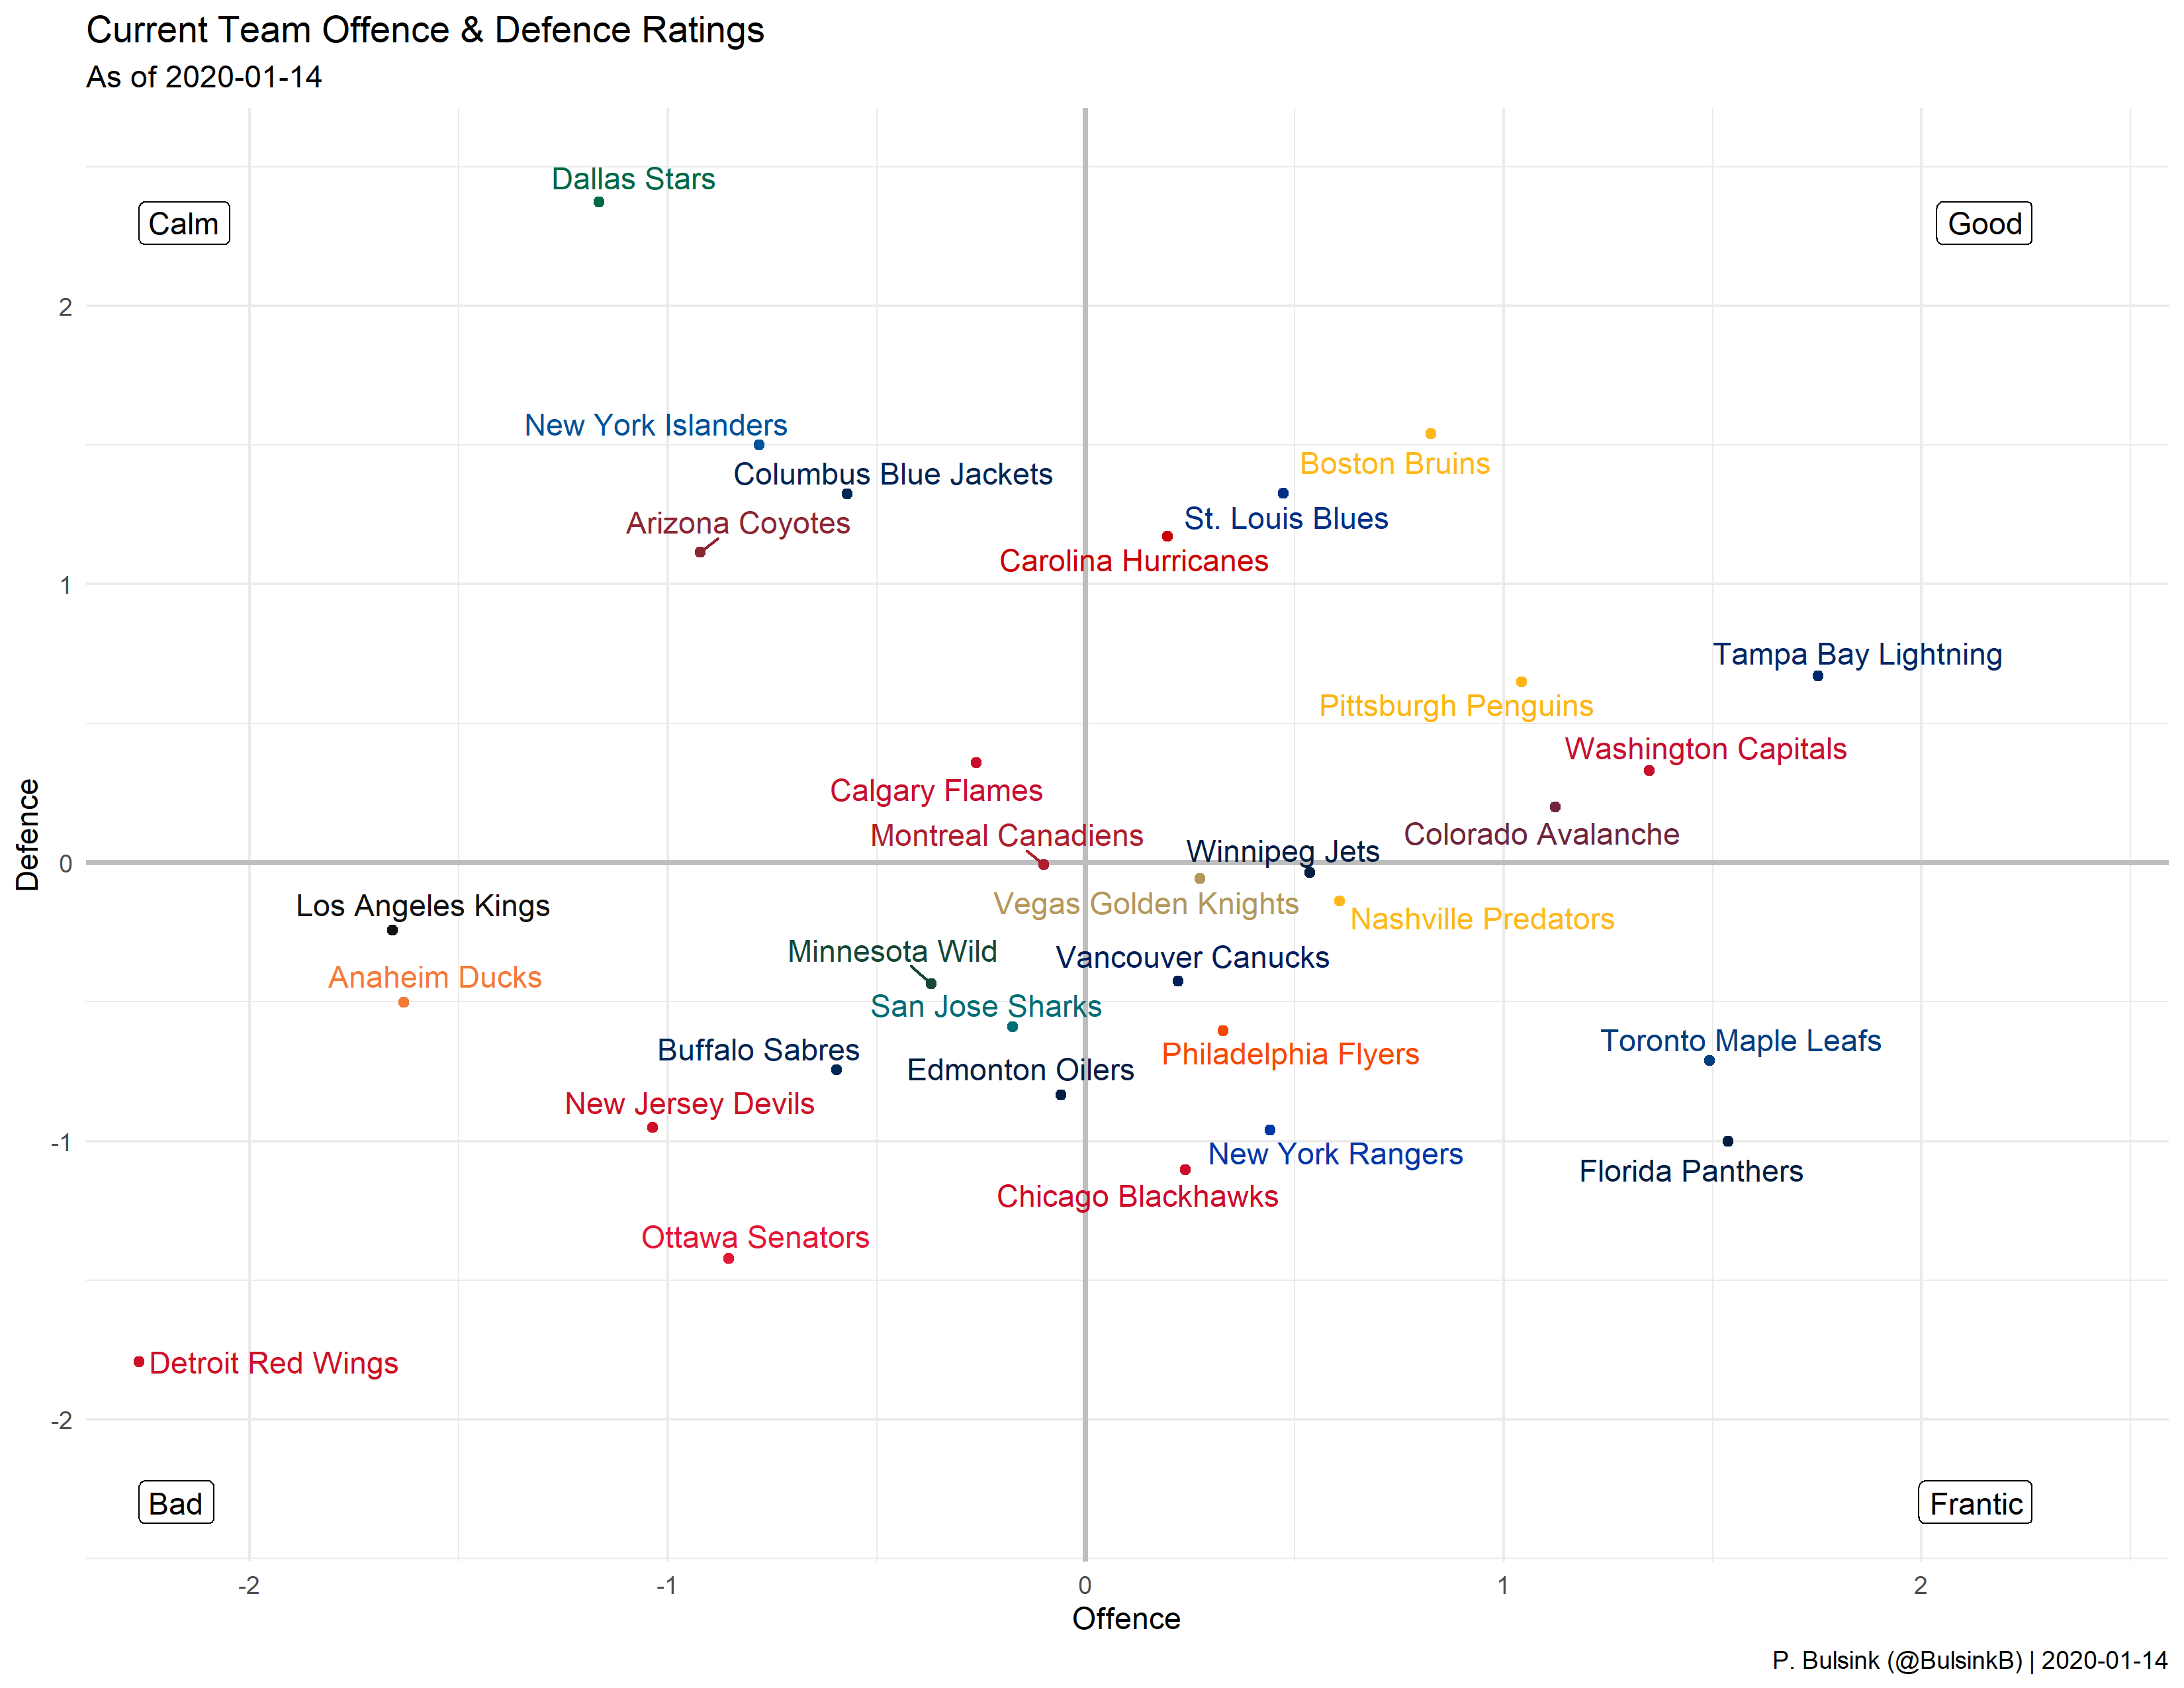 Current Team Offence & Defence Ratings
As of 2020-01-14
Dallas Stars
Calm
Good
2
New York Islanders
Boston Bruins
Columbus Blue Jackets
St. Louis Blues
Arizona Coyotes
Carolina Hurricanes
1
Tampa Bay Lightning
Pittsburgh Penguins
Washington Capitals
Calgary Flames
Colorado Avalanche
Montreal Canadiens
Winnipeg Jets
0
Defence
Los Angeles Kings
Vegas Golden Knights
Nashville Predators
Minnesota Wild
Vancouver Canucks
Anaheim Ducks
San Jose Sharks
Toronto Maple Leafs
Buffalo Sabres
Philadelphia Flyers
Edmonton Oilers
New Jersey Devils
-1
New York Rangers
Florida Panthers
Chicago Blackhawks
Ottawa Senators
Detroit Red Wings
-2
Bad
Frantic
-2 -1 0 1 2
Offence
P. Bulsink (@BulsinkB) | 2020-01-14